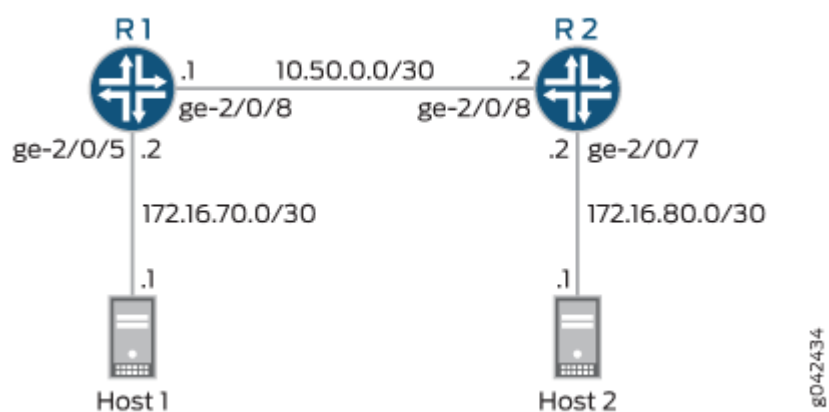 R1 R2
.1 10.50.0.0/30 .2
ge-2/0/8 ge-2/0/8
ge-2/0/5 .2 .2 ge-2/0/7
172.16.70.0/30 172.16.80.0/30
.1 .1
Host 1 Host 2
g042434